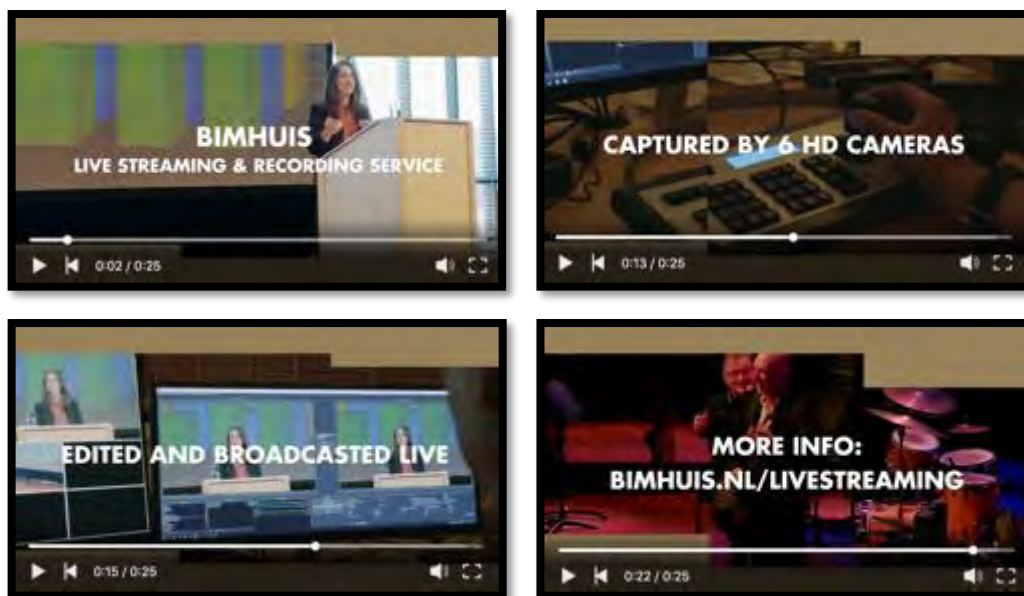 BIMHUIS
LIVE STREAMING & RECORDING SERVICE
0:02 / 0:25
CAPTURED BY 6 HD CAMERAS
0:13 / 0:25
EDITED AND BROADCASTED LIVE
0:15 / 0:25
MORE INFO:
BIMHUIS.NL/LIVESTREAMING
0:22 / 0:25